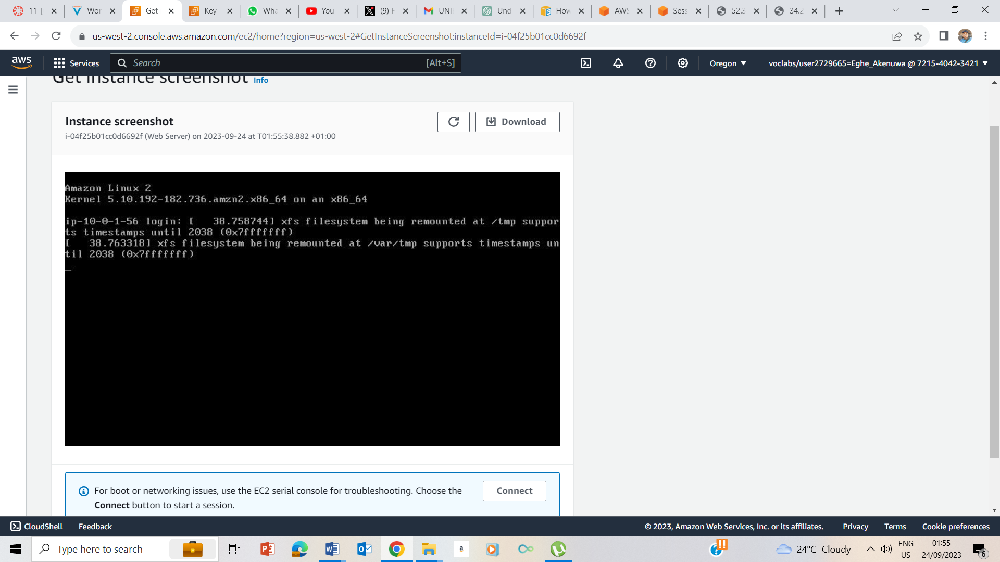 11-[
Wor
Get
Key
Wha
YouT
(9) H
UNI
Und
How
AWS
Sess
52.3
34.2
us-west-2.console.aws.amazon.com/ec2/home?region=us-west-2#GetInstanceScreenshot:instanceId=i-04f25b01cc0d6692f
aws
Services
Search
[Alt+S]
Oregon
voclabs/user2729665=Eghe_Akenuwa @ 7215-4042-3421
Get instance screenshot Info
Instance screenshot
Download
i-04f25b01cc0d6692f (Web Server) on 2023-09-24 at T01:55:38.882 +01:00
Amazon Linux 2
Kernel 5.10.192-182.736.amzn2.x86_64 on an x86_64
ip-10-0-1-56 login: [   38.758744] xfs filesystem being remounted at /tmp suppor
ts timestamps until 2038 (0x7fffffff)
[   38.763318] xfs filesystem being remounted at /var/tmp supports timestamps un
til 2038 (0x7fffffff)
_
For boot or networking issues, use the EC2 serial console for troubleshooting. Choose the
Connect button to start a session.
Connect
CloudShell
Feedback
© 2023, Amazon Web Services, Inc. or its affiliates.
Privacy
Terms
Cookie preferences
Type here to search
a
24°C Cloudy
ENG
US
01:55
24/09/2023
6